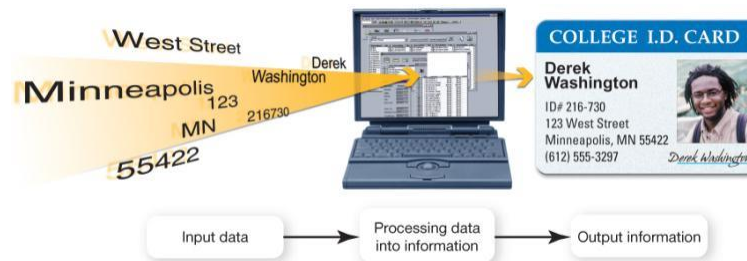 West Street
Minneapolis
123
MN
55422
Derek
Washington
216730
COLLEGE I.D. CARD
Derek
Washington
ID# 216-730
123 West Street
Minneapolis, MN 55422
(612) 555-3297
Derek Washington
Input data
Processing data
into information
Output information